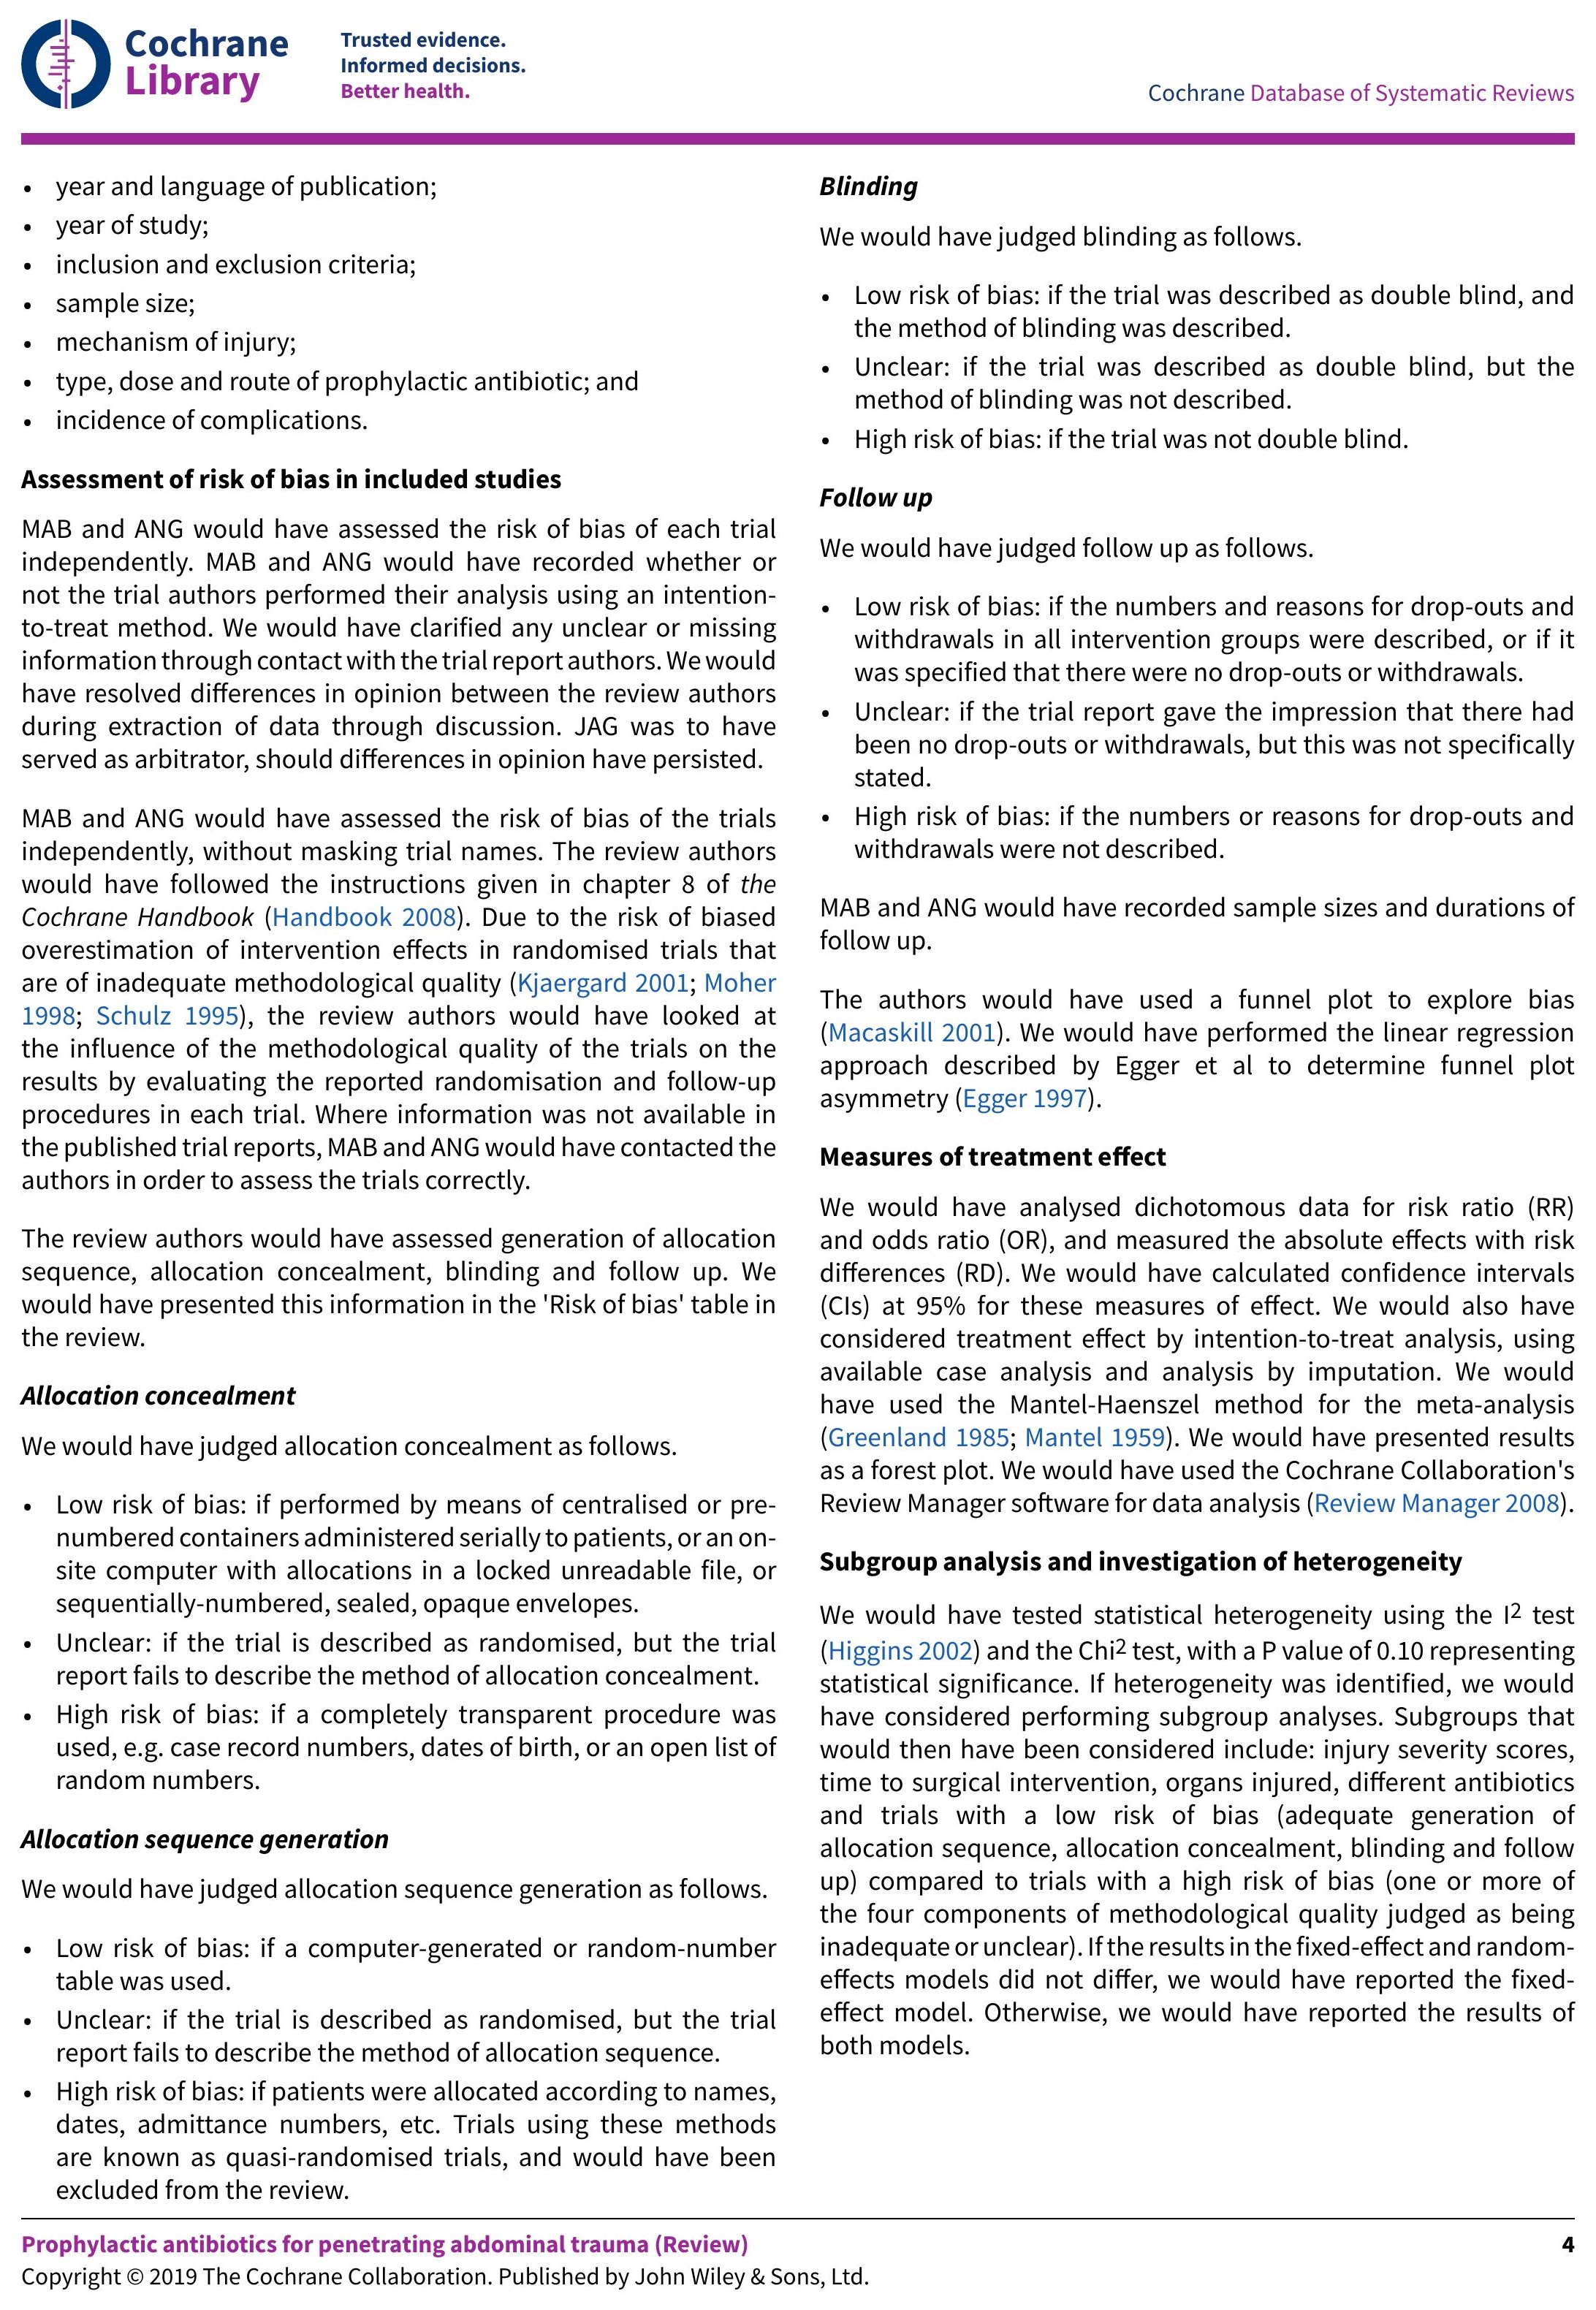 Cochrane
Library
Trusted evidence.
Informed decisions.
Better health.
Cochrane Database of Systematic Reviews
• year and language of publication;
• year of study;
• inclusion and exclusion criteria;
• sample size;
• mechanism of injury;
• type, dose and route of prophylactic antibiotic; and
• incidence of complications.
Assessment of risk of bias in included studies
MAB and ANG would have assessed the risk of bias of each trial
independently. MAB and ANG would have recorded whether or
not the trial authors performed their analysis using an intention-
to-treat method. We would have clarified any unclear or missing
information through contact with the trial report authors. We would
have resolved differences in opinion between the review authors
during extraction of data through discussion. JAG was to have
served as arbitrator, should differences in opinion have persisted.
MAB and ANG would have assessed the risk of bias of the trials
independently, without masking trial names. The review authors
would have followed the instructions given in chapter 8 of the
Cochrane Handbook (Handbook 2008). Due to the risk of biased
overestimation of intervention effects in randomised trials that
are of inadequate methodological quality (Kjaergard 2001; Moher
1998; Schulz 1995), the review authors would have looked at
the influence of the methodological quality of the trials on the
results by evaluating the reported randomisation and follow-up
procedures in each trial. Where information was not available in
the published trial reports, MAB and ANG would have contacted the
authors in order to assess the trials correctly.
The review authors would have assessed generation of allocation
sequence, allocation concealment, blinding and follow up. We
would have presented this information in the 'Risk of bias' table in
the review.
Allocation concealment
We would have judged allocation concealment as follows.
• Low risk of bias: if performed by means of centralised or pre-
numbered containers administered serially to patients, or an on-
site computer with allocations in a locked unreadable file, or
sequentially-numbered, sealed, opaque envelopes.
• Unclear: if the trial is described as randomised, but the trial
report fails to describe the method of allocation concealment.
• High risk of bias: if a completely transparent procedure was
used, e.g. case record numbers, dates of birth, or an open list of
random numbers.
Allocation sequence generation
We would have judged allocation sequence generation as follows.
• Low risk of bias: if a computer-generated or random-number
table was used.
• Unclear: if the trial is described as randomised, but the trial
report fails to describe the method of allocation sequence.
• High risk of bias: if patients were allocated according to names,
dates, admittance numbers, etc. Trials using these methods
are known as quasi-randomised trials, and would have been
excluded from the review.
Blinding
We would have judged blinding as follows.
• Low risk of bias: if the trial was described as double blind, and
the method of blinding was described.
• Unclear: if the trial was described as double blind, but the
method of blinding was not described.
• High risk of bias: if the trial was not double blind.
Follow up
We would have judged follow up as follows.
• Low risk of bias: if the numbers and reasons for drop-outs and
withdrawals in all intervention groups were described, or if it
was specified that there were no drop-outs or withdrawals.
• Unclear: if the trial report gave the impression that there had
been no drop-outs or withdrawals, but this was not specifically
stated.
• High risk of bias: if the numbers or reasons for drop-outs and
withdrawals were not described.
MAB and ANG would have recorded sample sizes and durations of
follow up.
The authors would have used a funnel plot to explore bias
(Macaskill 2001). We would have performed the linear regression
approach described by Egger et al to determine funnel plot
asymmetry (Egger 1997).
Measures of treatment effect
We would have analysed dichotomous data for risk ratio (RR)
and odds ratio (OR), and measured the absolute effects with risk
differences (RD). We would have calculated confidence intervals
(CIs) at 95% for these measures of effect. We would also have
considered treatment effect by intention-to-treat analysis, using
available case analysis and analysis by imputation. We would
have used the Mantel-Haenszel method for the meta-analysis
(Greenland 1985; Mantel 1959). We would have presented results
as a forest plot. We would have used the Cochrane Collaboration's
Review Manager software for data analysis (Review Manager 2008).
Subgroup analysis and investigation of heterogeneity
We would have tested statistical heterogeneity using the I² test
(Higgins 2002) and the Chi² test, with a P value of 0.10 representing
statistical significance. If heterogeneity was identified, we would
have considered performing subgroup analyses. Subgroups that
would then have been considered include: injury severity scores,
time to surgical intervention, organs injured, different antibiotics
and trials with a low risk of bias (adequate generation of
allocation sequence, allocation concealment, blinding and follow
up) compared to trials with a high risk of bias (one or more of
the four components of methodological quality judged as being
inadequate or unclear). If the results in the fixed-effect and random-
effects models did not differ, we would have reported the fixed-
effect model. Otherwise, we would have reported the results of
both models.
Prophylactic antibiotics for penetrating abdominal trauma (Review)
4
Copyright © 2019 The Cochrane Collaboration. Published by John Wiley & Sons, Ltd.